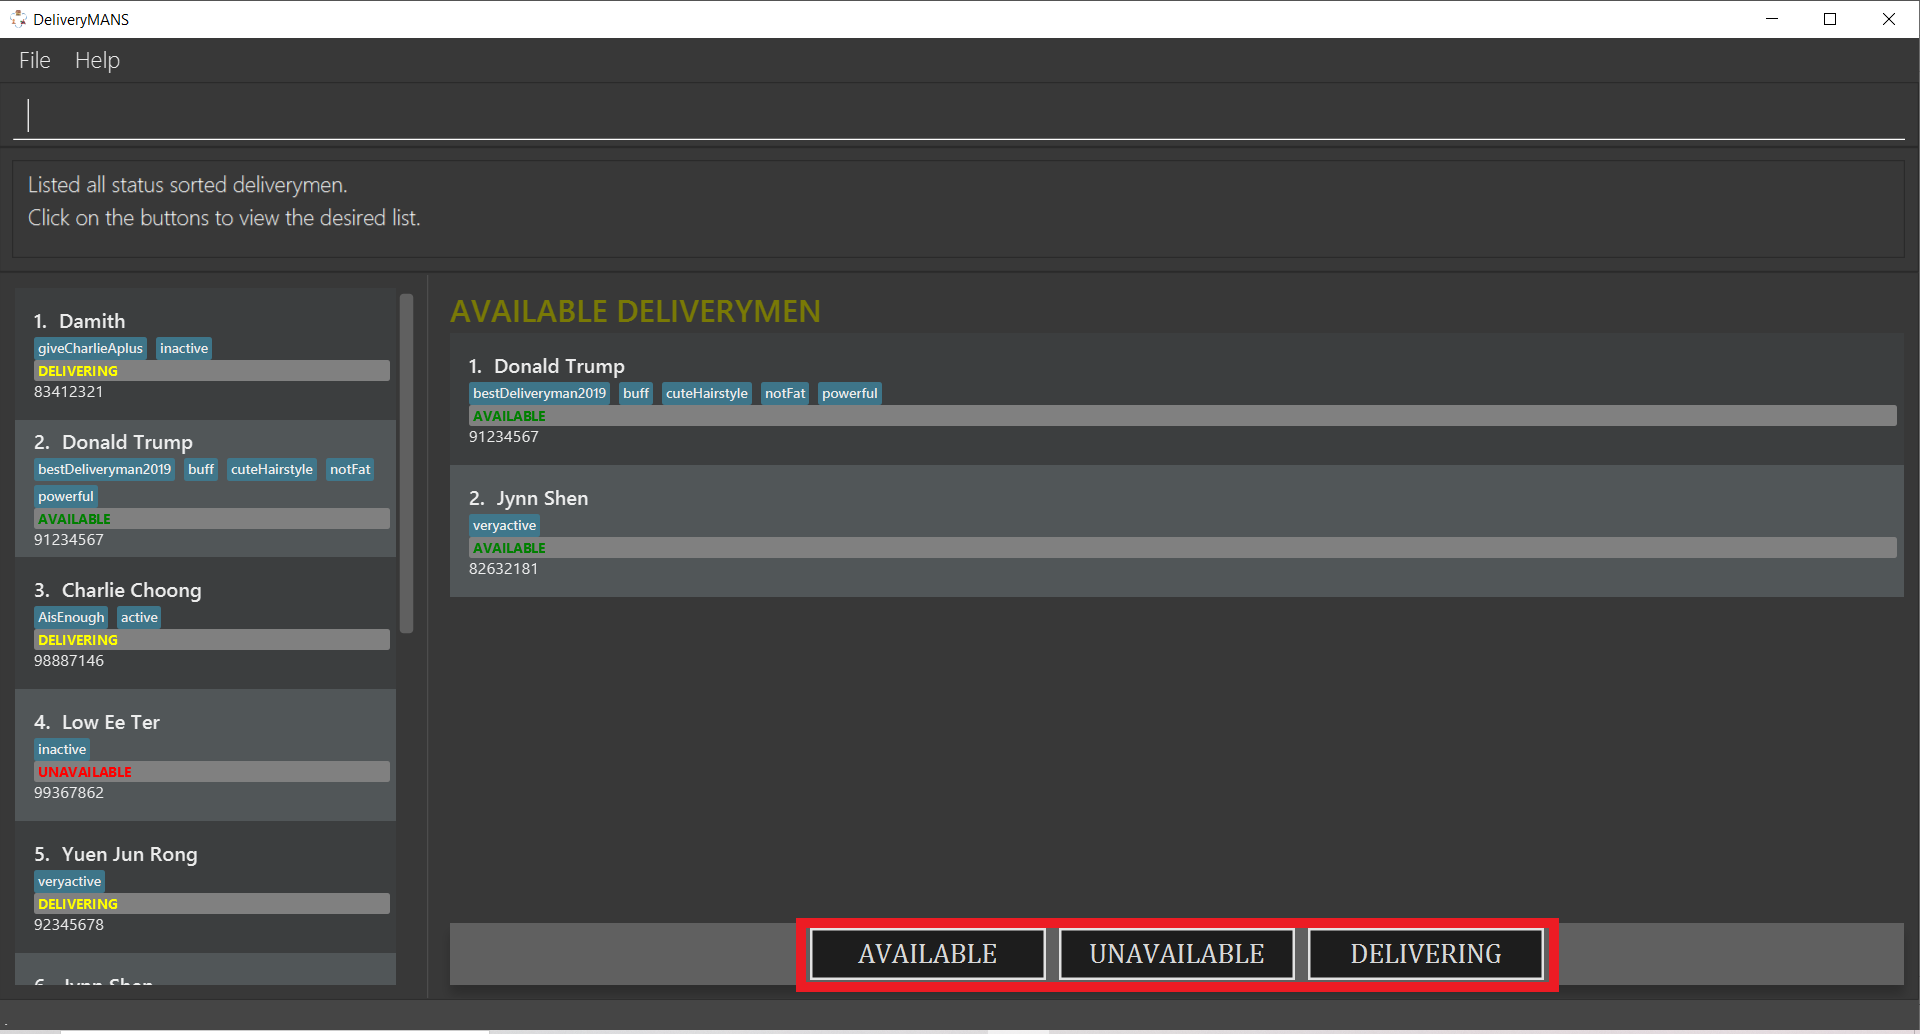 DeliveryMANS
File Help
Listed all status sorted deliverymen.
Click on the buttons to view the desired list.
1. Damith
giveCharlieAplus inactive
DELIVERING
83412321
2. Donald Trump
bestDeliveryman2019 buff cuteHairstyle notFat
powerful
AVAILABLE
91234567
3. Charlie Choong
AisEnough active
DELIVERING
98887146
4. Low Ee Ter
inactive
UNAVAILABLE
99367862
5. Yuen Jun Rong
veryactive
DELIVERING
92345678
6. Jynn Shen
AVAILABLE DELIVERYMEN
1. Donald Trump
bestDeliveryman2019 buff cuteHairstyle notFat powerful
AVAILABLE
91234567
2. Jynn Shen
veryactive
AVAILABLE
82632181
AVAILABLE UNAVAILABLE DELIVERING